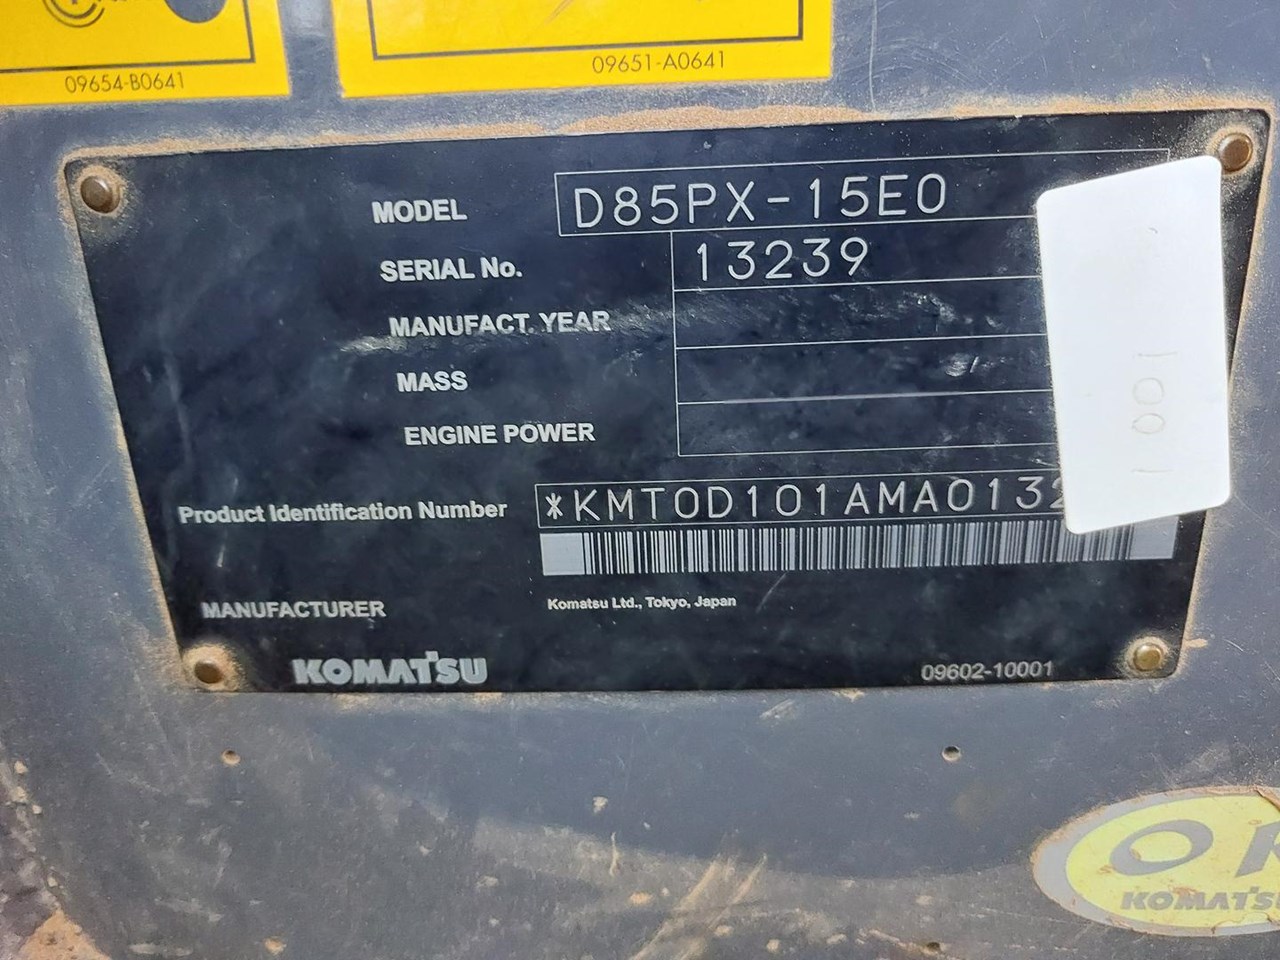 09654-B0641
09651-A0641
MODEL D85PX-15E0
SERIAL No. 13239
MANUFACT. YEAR
MASS
ENGINE POWER
Product Identification Number *KMT0D101AMA0132
MANUFACTURER Komatsu Ltd., Tokyo, Japan
KOMATSU 09602-10001
1001
OK
KOMATSU